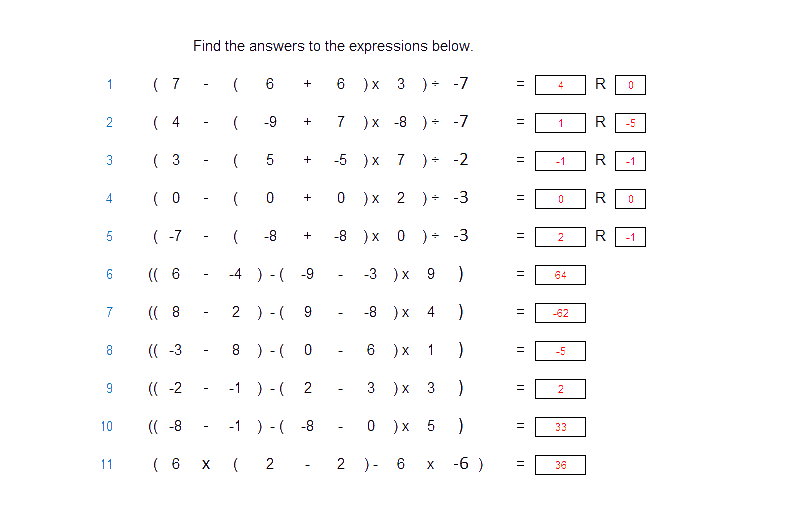 Find the answers to the expressions below.
1 ( 7 - ( 6 + 6 ) x 3 ) ÷ -7 = 4 R 0
2 ( 4 - ( -9 + 7 ) x -8 ) ÷ -7 = 1 R -5
3 ( 3 - ( 5 + -5 ) x 7 ) ÷ -2 = -1 R -1
4 ( 0 - ( 0 + 0 ) x 2 ) ÷ -3 = 0 R 0
5 ( -7 - ( -8 + -8 ) x 0 ) ÷ -3 = 2 R -1
6 (( 6 - -4 ) - ( -9 - -3 ) x 9 ) = 64
7 (( 8 - 2 ) - ( 9 - -8 ) x 4 ) = -62
8 (( -3 - 8 ) - ( 0 - 6 ) x 1 ) = -5
9 (( -2 - -1 ) - ( 2 - 3 ) x 3 ) = 2
10 (( -8 - -1 ) - ( -8 - 0 ) x 5 ) = 33
11 ( 6 x ( 2 - 2 ) - 6 x -6 ) = 36